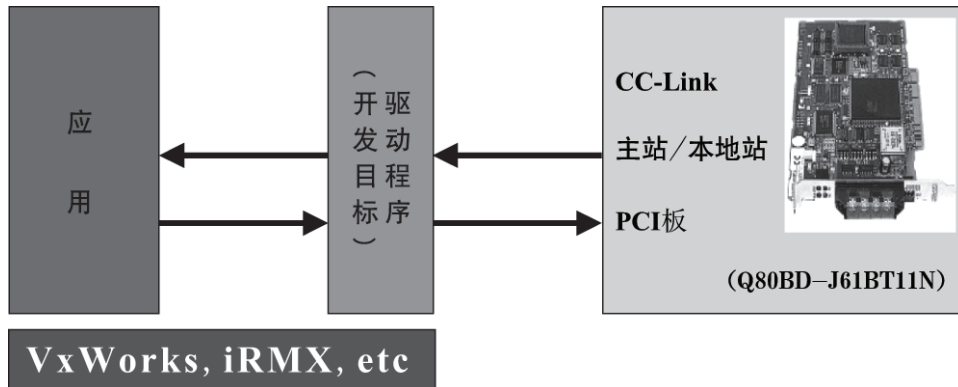 应用
驱动程序
（开发目标）
CC-Link
主站/本地站
PCI板
（Q80BD-J61BT11N）
VxWorks, iRMX, etc